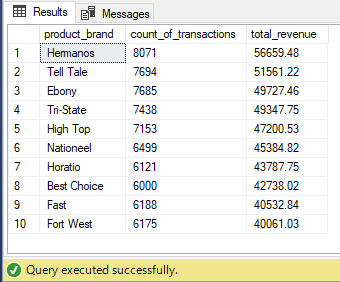 Results Messages
product_brand count_of_transactions total_revenue
1 Hermanos 8071 56659.48
2 Tell Tale 7694 51561.22
3 Ebony 7685 49727.46
4 Tri-State 7438 49347.75
5 High Top 7153 47200.53
6 Nationeel 6499 45384.82
7 Horatio 6121 43787.75
8 Best Choice 6000 42738.02
9 Fast 6188 40532.84
10 Fort West 6175 40061.03
Query executed successfully.